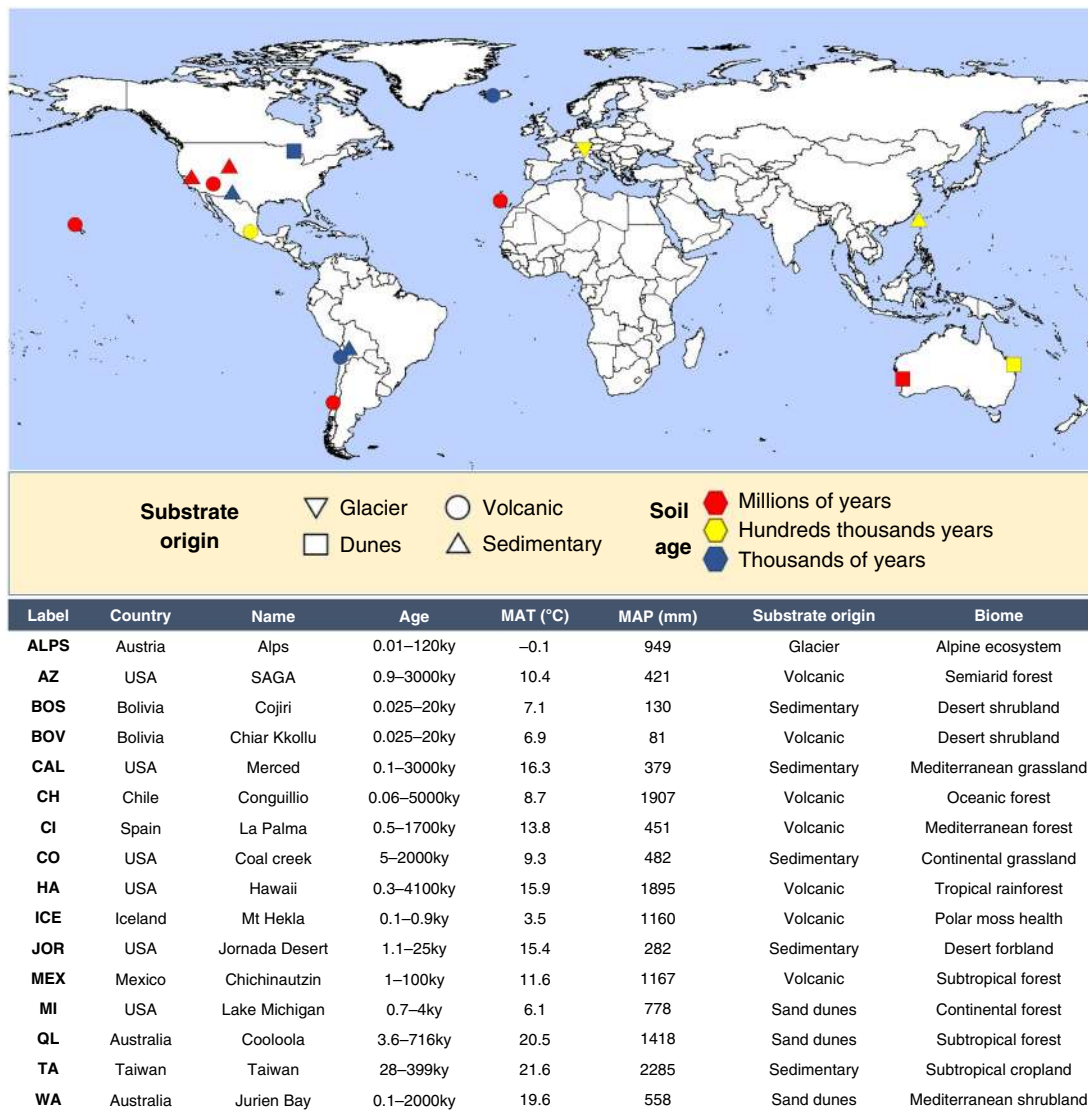 Substrate origin
Glacier
Volcanic
Dunes
Sedimentary
Soil age
Millions of years
Hundreds thousands years
Thousands of years
Label Country Name Age MAT (°C) MAP (mm) Substrate origin Biome
ALPS Austria Alps 0.01–120ky –0.1 949 Glacier Alpine ecosystem
AZ USA SAGA 0.9–3000ky 10.4 421 Volcanic Semiarid forest
BOS Bolivia Cojiri 0.025–20ky 7.1 130 Sedimentary Desert shrubland
BOV Bolivia Chiar Kkollu 0.025–20ky 6.9 81 Volcanic Desert shrubland
CAL USA Merced 0.1–3000ky 16.3 379 Sedimentary Mediterranean grassland
CH Chile Conguillio 0.06–5000ky 8.7 1907 Volcanic Oceanic forest
CI Spain La Palma 0.5–1700ky 13.8 451 Volcanic Mediterranean forest
CO USA Coal creek 5–2000ky 9.3 482 Sedimentary Continental grassland
HA USA Hawaii 0.3–4100ky 15.9 1895 Volcanic Tropical rainforest
ICE Iceland Mt Hekla 0.1–0.9ky 3.5 1160 Volcanic Polar moss health
JOR USA Jornada Desert 1.1–25ky 15.4 282 Sedimentary Desert forbland
MEX Mexico Chichinautzin 1–100ky 11.6 1167 Volcanic Subtropical forest
MI USA Lake Michigan 0.7–4ky 6.1 778 Sand dunes Continental forest
QL Australia Cooloola 3.6–716ky 20.5 1418 Sand dunes Subtropical forest
TA Taiwan Taiwan 28–399ky 21.6 2285 Sedimentary Subtropical cropland
WA Australia Jurien Bay 0.1–2000ky 19.6 558 Sand dunes Mediterranean shrubland